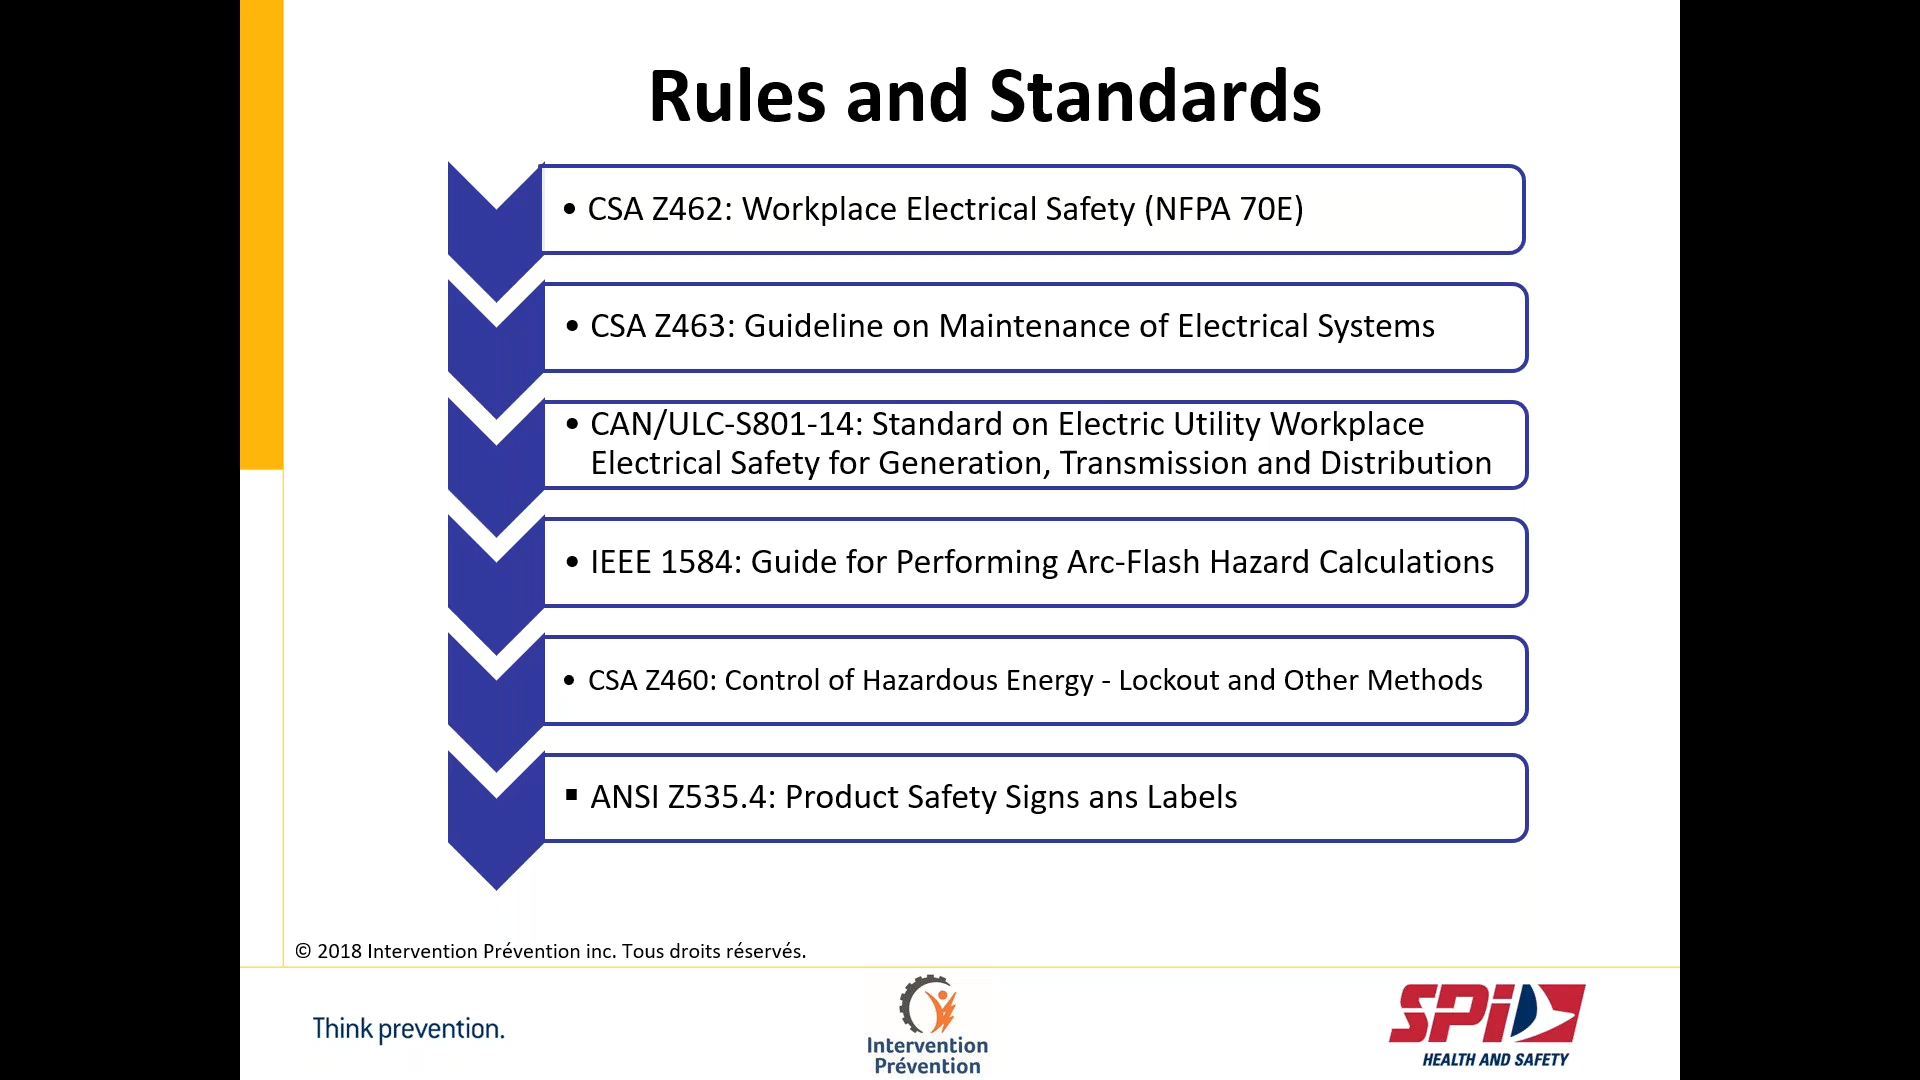 Rules and Standards
• CSA Z462: Workplace Electrical Safety (NFPA 70E)
• CSA Z463: Guideline on Maintenance of Electrical Systems
• CAN/ULC-S801-14: Standard on Electric Utility Workplace
Electrical Safety for Generation, Transmission and Distribution
• IEEE 1584: Guide for Performing Arc-Flash Hazard Calculations
• CSA Z460: Control of Hazardous Energy - Lockout and Other Methods
▪ ANSI Z535.4: Product Safety Signs ans Labels
© 2018 Intervention Prévention inc. Tous droits réservés.
Think prevention.
Intervention
Prévention
SPi
HEALTH AND SAFETY